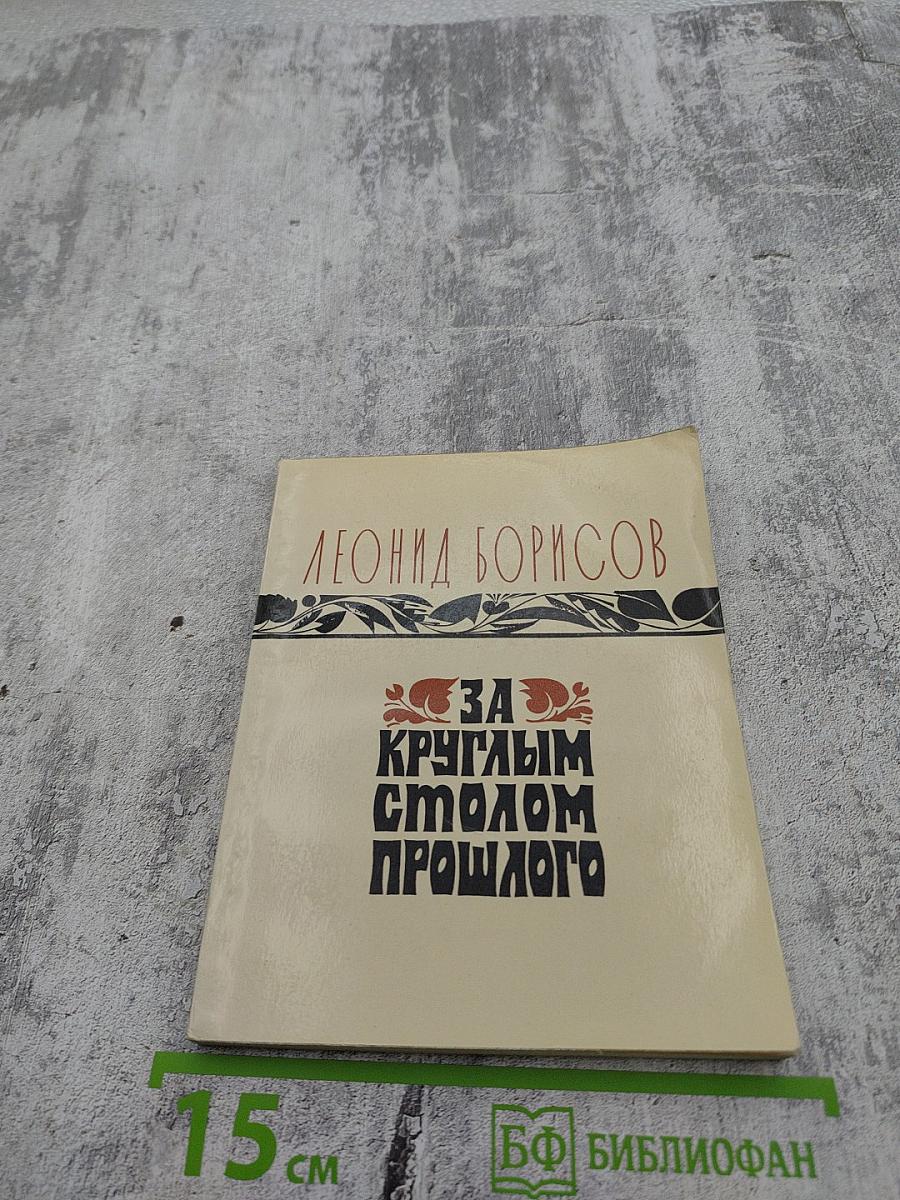 ЛЕОНИД БОРИСОВ
ЗА
КРУГЛЫМ
СТОЛОМ
ПРОШЛОГО
15 СМ
БФ БИБЛИОФАН